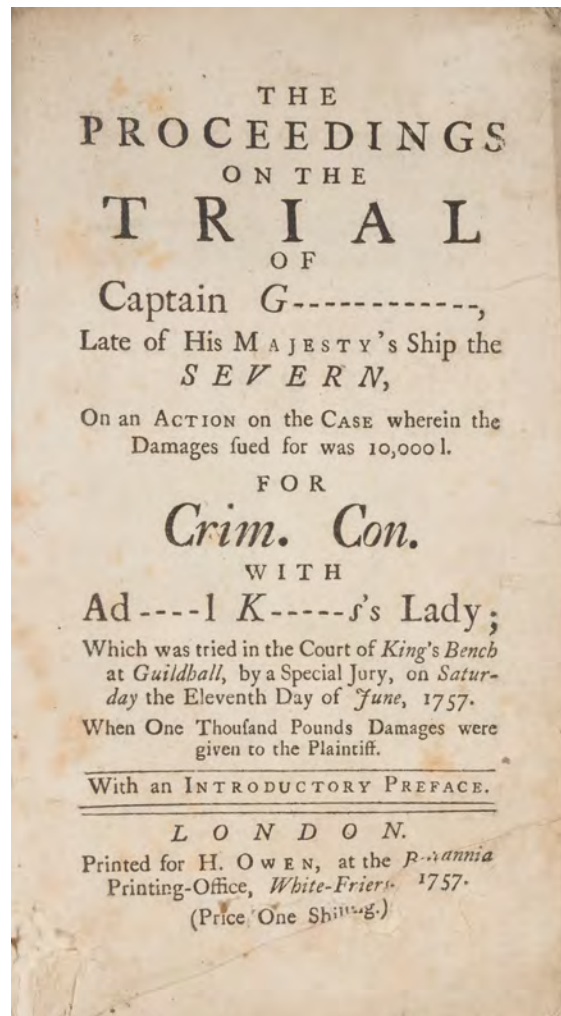 THE
PROCEEDINGS
ON THE
TRIAL
OF
Captain G------------,
Late of His MAJESTY's Ship the
SEVERN,
On an ACTION on the CASE wherein the
Damages ſued for was 10,000 l.
FOR
Crim. Con.
WITH
Ad----l K-----s's Lady;
Which was tried in the Court of King's Bench
at Guildhall, by a Special Jury, on Satur-
day the Eleventh Day of June, 1757.
When One Thouſand Pounds Damages were
given to the Plaintiff.
With an INTRODUCTORY PREFACE.
LONDON.
Printed for H. OWEN, at the Britannia
Printing-Office, White-Friers. 1757.
(Price One Shilling.)